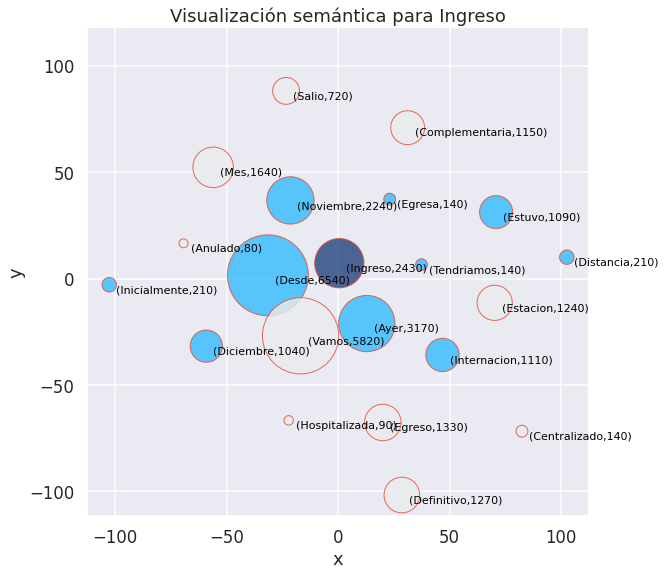 Visualización semántica para Ingreso
100
50
0
−50
−100
y
(Salio,720)
(Complementaria,1150)
(Mes,1640)
(Noviembre,2240)
(Egresa,140)
(Estuvo,1090)
(Anulado,80)
(Distancia,210)
(Ingreso,2430)
(Tendriamos,140)
(Desde,6540)
(Inicialmente,210)
(Estacion,1240)
(Ayer,3170)
(Vamos,5820)
(Diciembre,1040)
(Internacion,1110)
(Hospitalizada,90)
(Egreso,1330)
(Centralizado,140)
(Definitivo,1270)
−100 −50 0 50 100
x